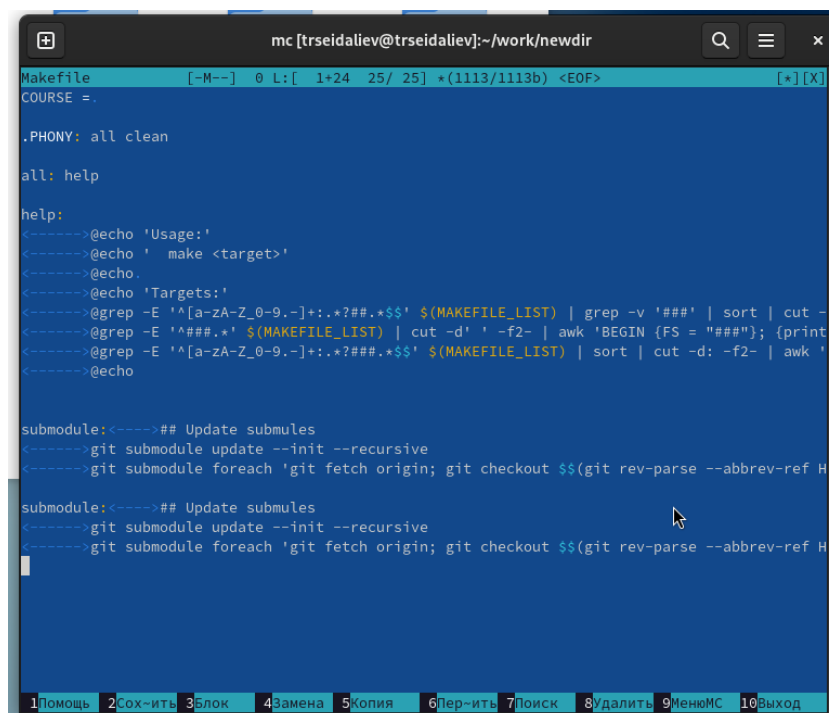 mc [trseidaliev@trseidaliev]:~/work/newdir
Makefile [-M--] 0 L:[ 1+24 25/ 25] *(1113/1113b) <EOF> [*][X]
COURSE =.
.PHONY: all clean
all: help
help:
<------>@echo 'Usage:'
<------>@echo '  make <target>'
<------>@echo.
<------>@echo 'Targets:'
<------>@grep -E '^[a-zA-Z_0-9.-]+:.*?##.*$$' $(MAKEFILE_LIST) | grep -v '###' | sort | cut -
<------>@grep -E '^###.*' $(MAKEFILE_LIST) | cut -d' ' -f2- | awk 'BEGIN {FS = "###"}; {print
<------>@grep -E '^[a-zA-Z_0-9.-]+:.*?###.*$$' $(MAKEFILE_LIST) | sort | cut -d: -f2- | awk '
<------>@echo
submodule:<---->## Update submules
<------>git submodule update --init --recursive
<------>git submodule foreach 'git fetch origin; git checkout $$(git rev-parse --abbrev-ref H
submodule:<---->## Update submules
<------>git submodule update --init --recursive
<------>git submodule foreach 'git fetch origin; git checkout $$(git rev-parse --abbrev-ref H
1Помощь 2Сох~ить 3Блок 4Замена 5Копия 6Пер~ить 7Поиск 8Удалить 9МенюMC 10Выход